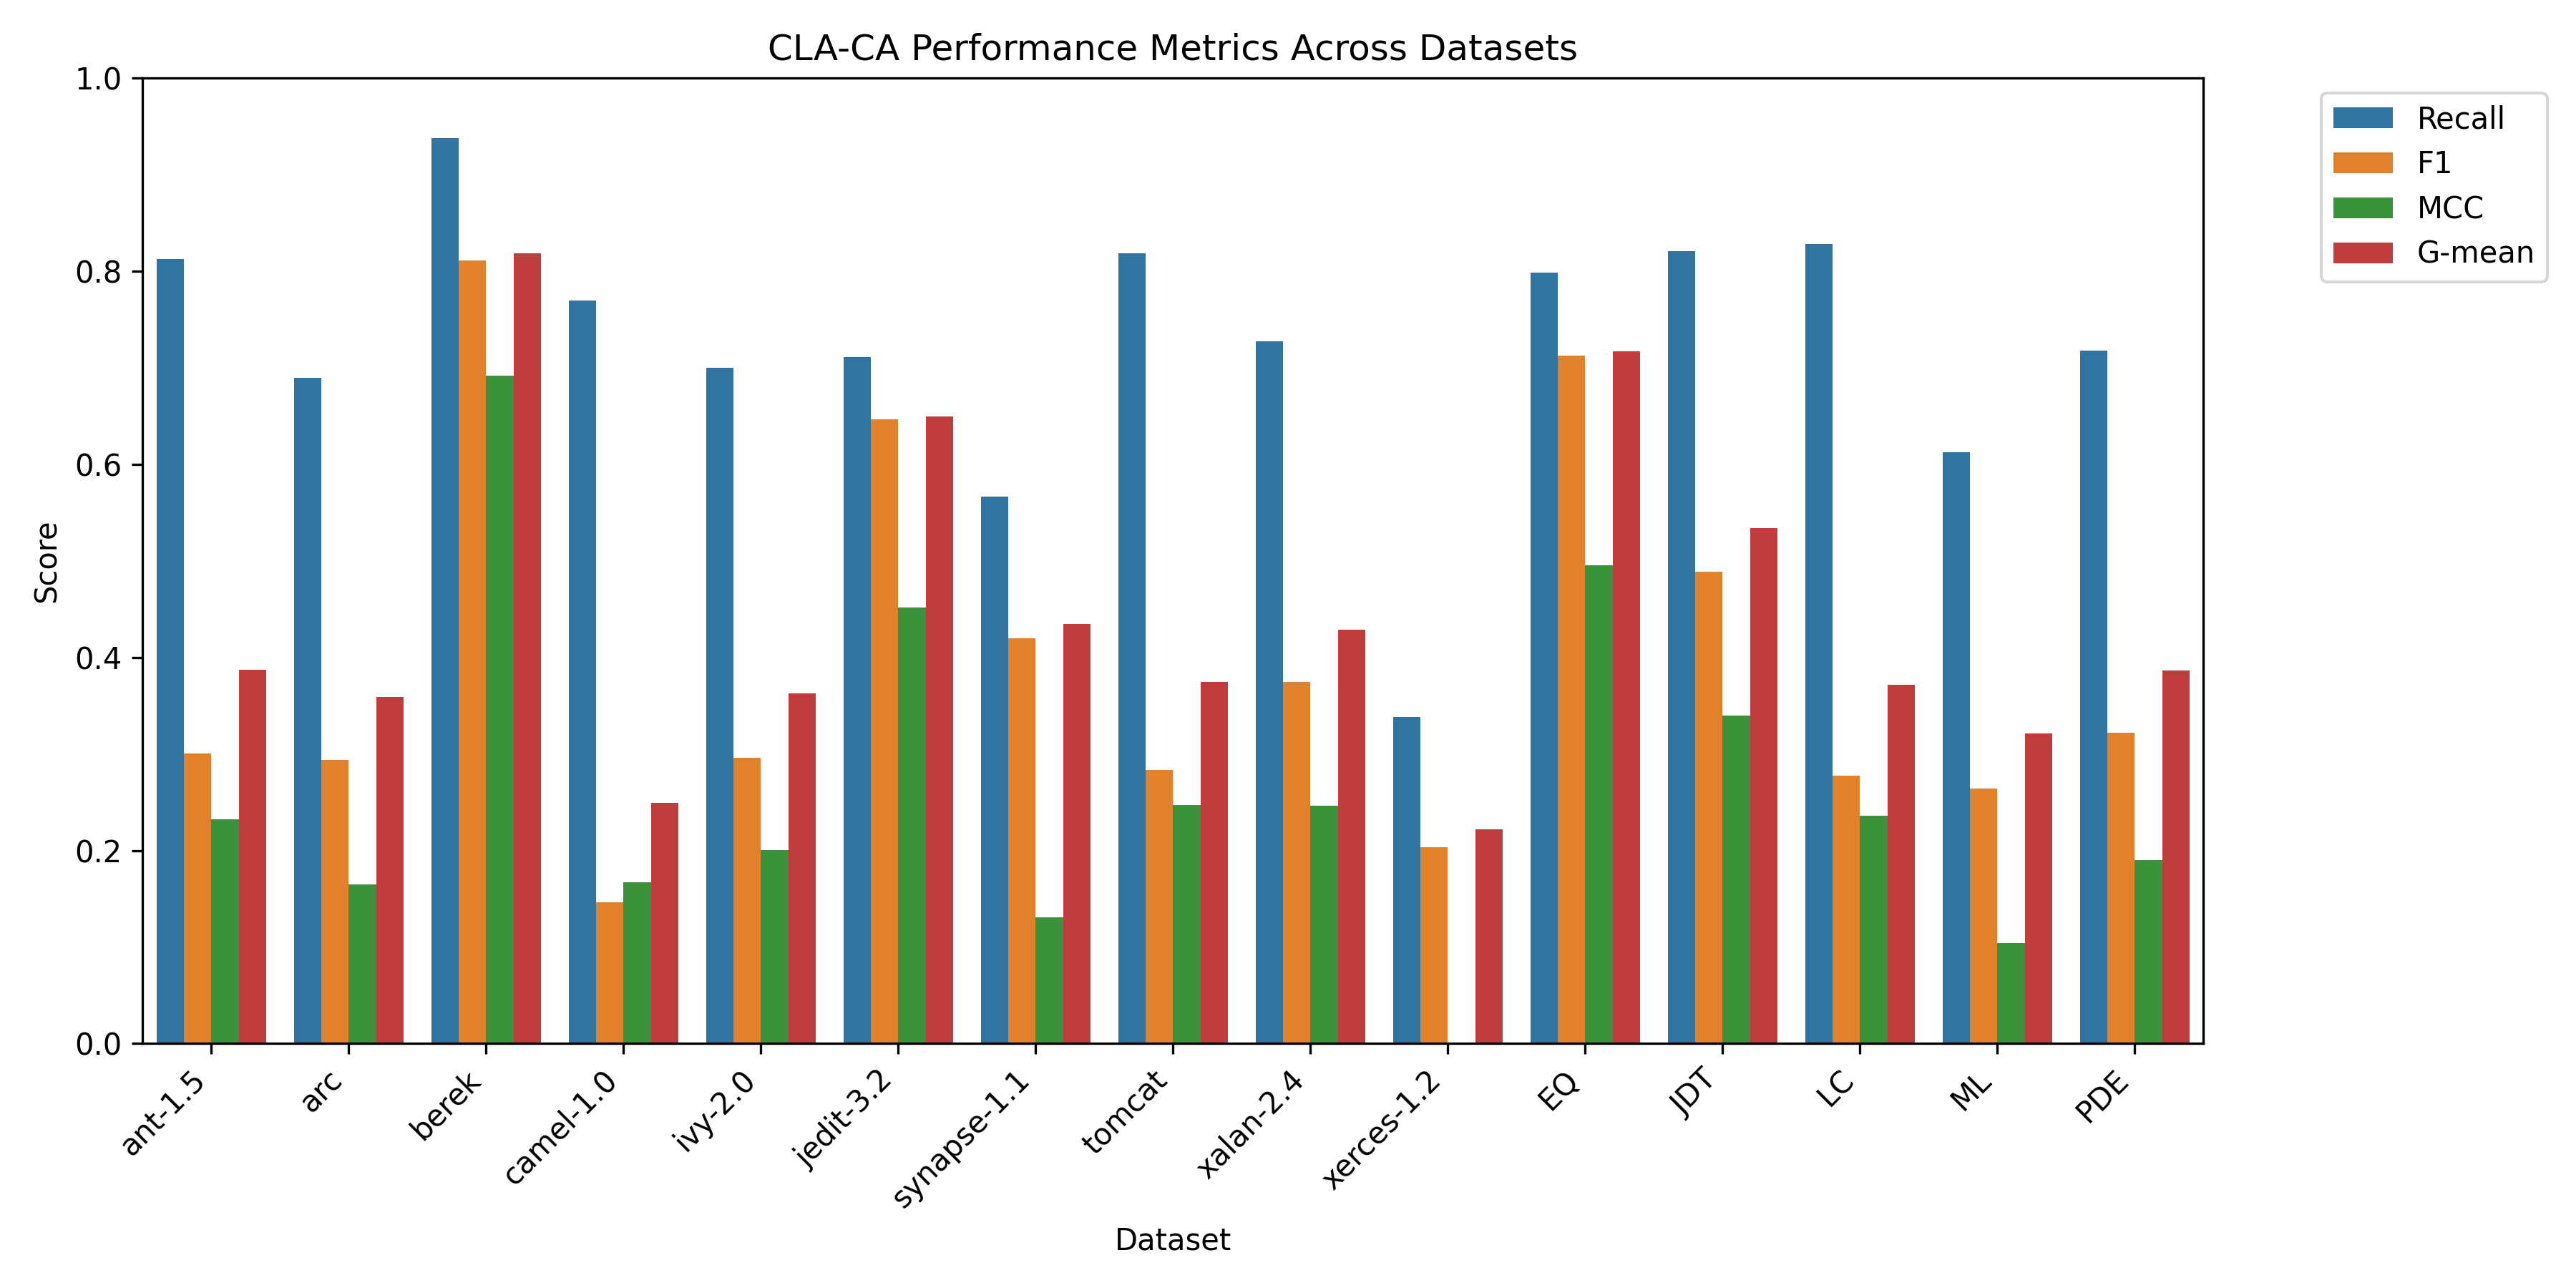 CLA-CA Performance Metrics Across Datasets
1.0
0.8
0.6
0.4
0.2
0.0
Score
Recall
F1
MCC
G-mean
ant-1.5
arc
berek
camel-1.0
ivy-2.0
jedit-3.2
synapse-1.1
tomcat
xalan-2.4
xerces-1.2
EQ
JDT
LC
ML
PDE
Dataset